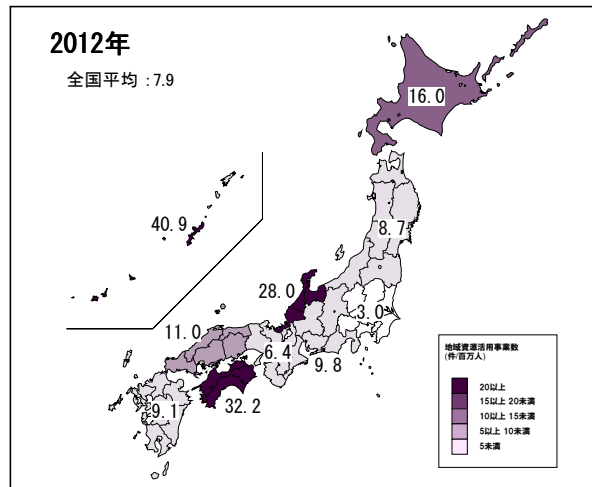 2012年
全国平均 :7.9
16.0
40.9
8.7
28.0
3.0
11.0
6.4
9.8
9.1
32.2
地域資源活用事業数
(件/百万人)
20以上
15以上 20未満
10以上 15未満
5以上 10未満
5未満